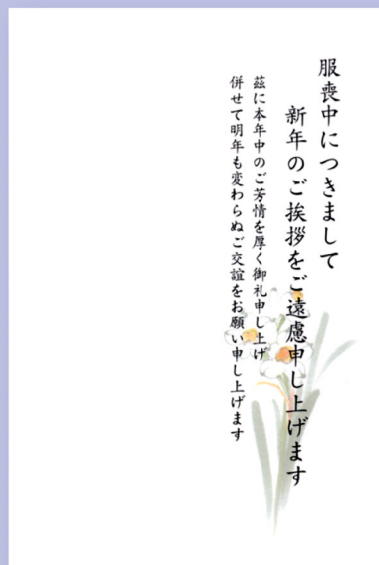 服喪中につきまして
新年のご挨拶をご遠慮申し上げます
茲に本年中のご芳情を厚く御礼申し上げ
併せて明年も変わらぬご交誼をお願い申し上げます